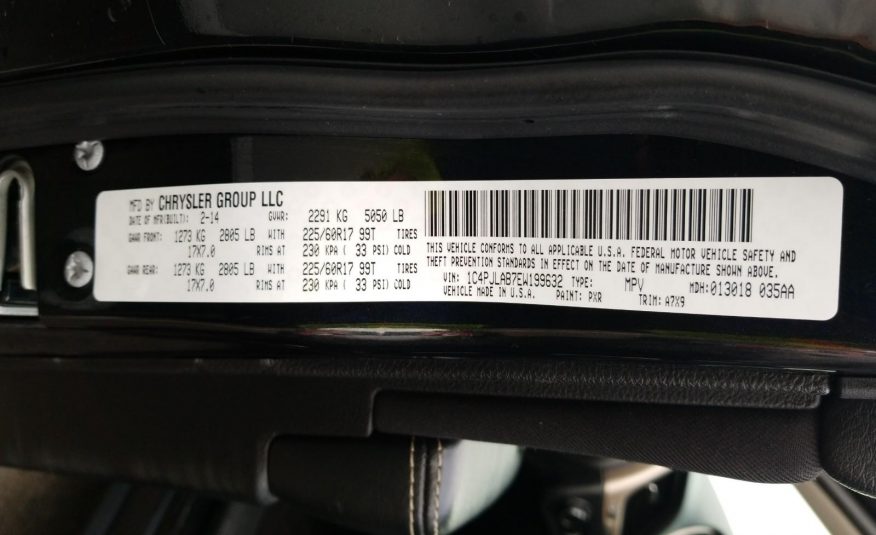 MFD BY CHRYSLER GROUP LLC
DATE OF MFR(BUILT): 2-14 GVWR: 2291 KG 5050 LB
GAWR FRONT: 1273 KG 2805 LB WITH 225/60R17 99T TIRES
17X7.0 RIMS AT 230 KPA ( 33 PSI) COLD
GAWR REAR: 1273 KG 2805 LB WITH 225/60R17 99T TIRES
17X7.0 RIMS AT 230 KPA ( 33 PSI) COLD
THIS VEHICLE CONFORMS TO ALL APPLICABLE U.S.A. FEDERAL MOTOR VEHICLE SAFETY AND
THEFT PREVENTION STANDARDS IN EFFECT ON THE DATE OF MANUFACTURE SHOWN ABOVE.
VIN: 1C4PJLAB7EW199632 TYPE: MPV MDH:013018 035AA
VEHICLE MADE IN U.S.A. PAINT: PXR TRIM: A7X9